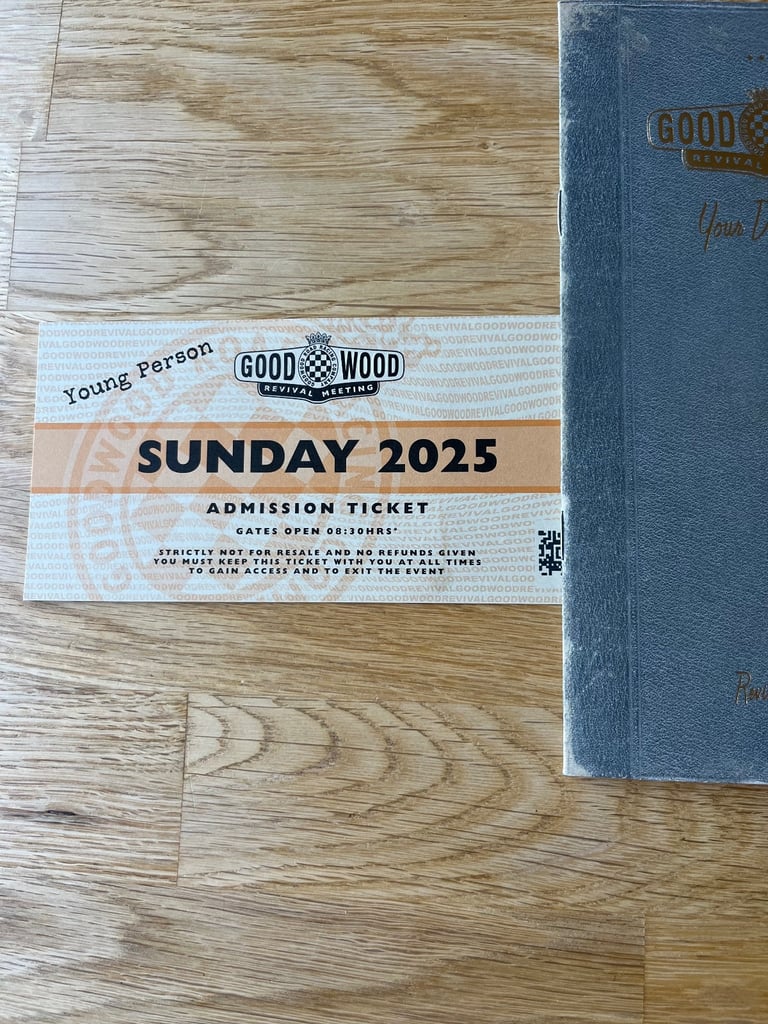 Young Person
GOOD WOOD
REVIVAL MEETING
SUNDAY 2025
ADMISSION TICKET
GATES OPEN 08:30HRS*
STRICTLY NOT FOR RESALE AND NO REFUNDS GIVEN
YOU MUST KEEP THIS TICKET WITH YOU AT ALL TIMES
TO GAIN ACCESS AND TO EXIT THE EVENT
GOOD
REVIVAL
Your